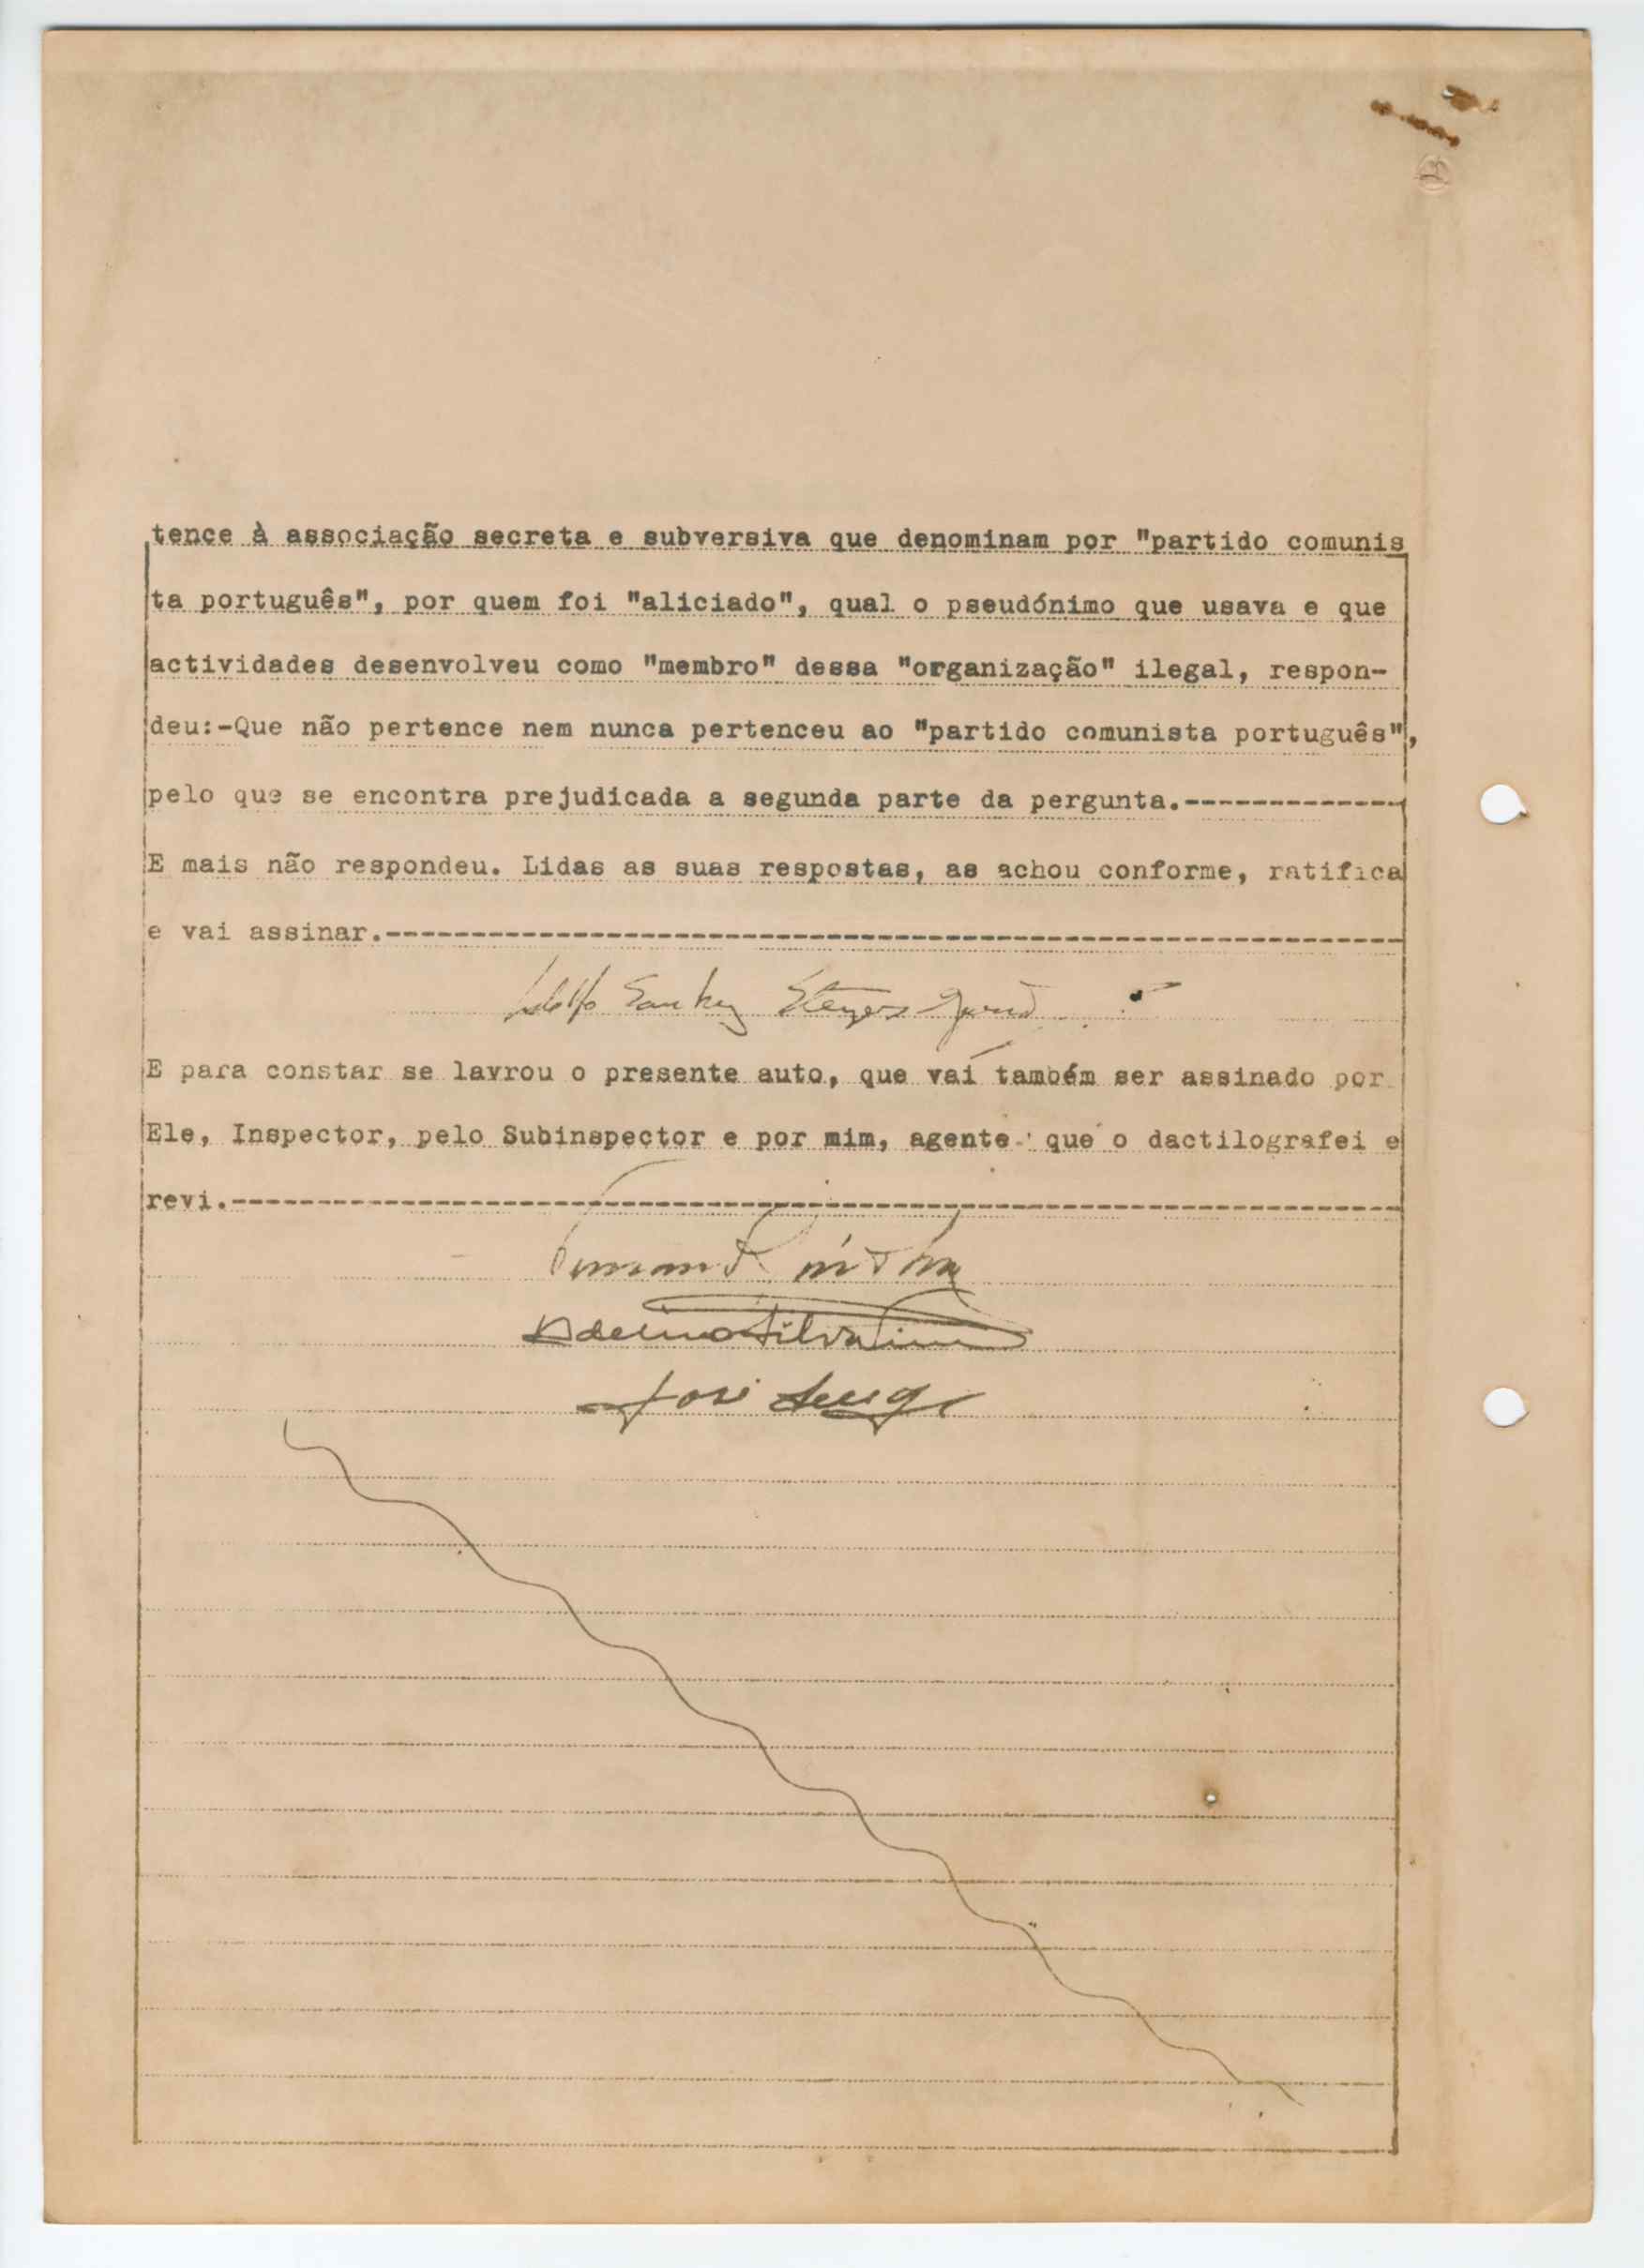 tence à associação secreta e subversiva que denominam por "partido comunis
ta português", por quem foi "aliciado", qual o pseudónimo que usava e que
actividades desenvolveu como "membro" dessa "organização" ilegal, respon-
deu:-Que não pertence nem nunca pertenceu ao "partido comunista português",
pelo que se encontra prejudicada a segunda parte da pergunta.-------------
E mais não respondeu. Lidas as suas respostas, as achou conforme, ratifica
e vai assinar.------------------------------------------------------------
E para constar se lavrou o presente auto, que vai também ser assinado por
Ele, Inspector, pelo Subinspector e por mim, agente que o dactilografei e
revi.---------------------------------------------------------------------
José